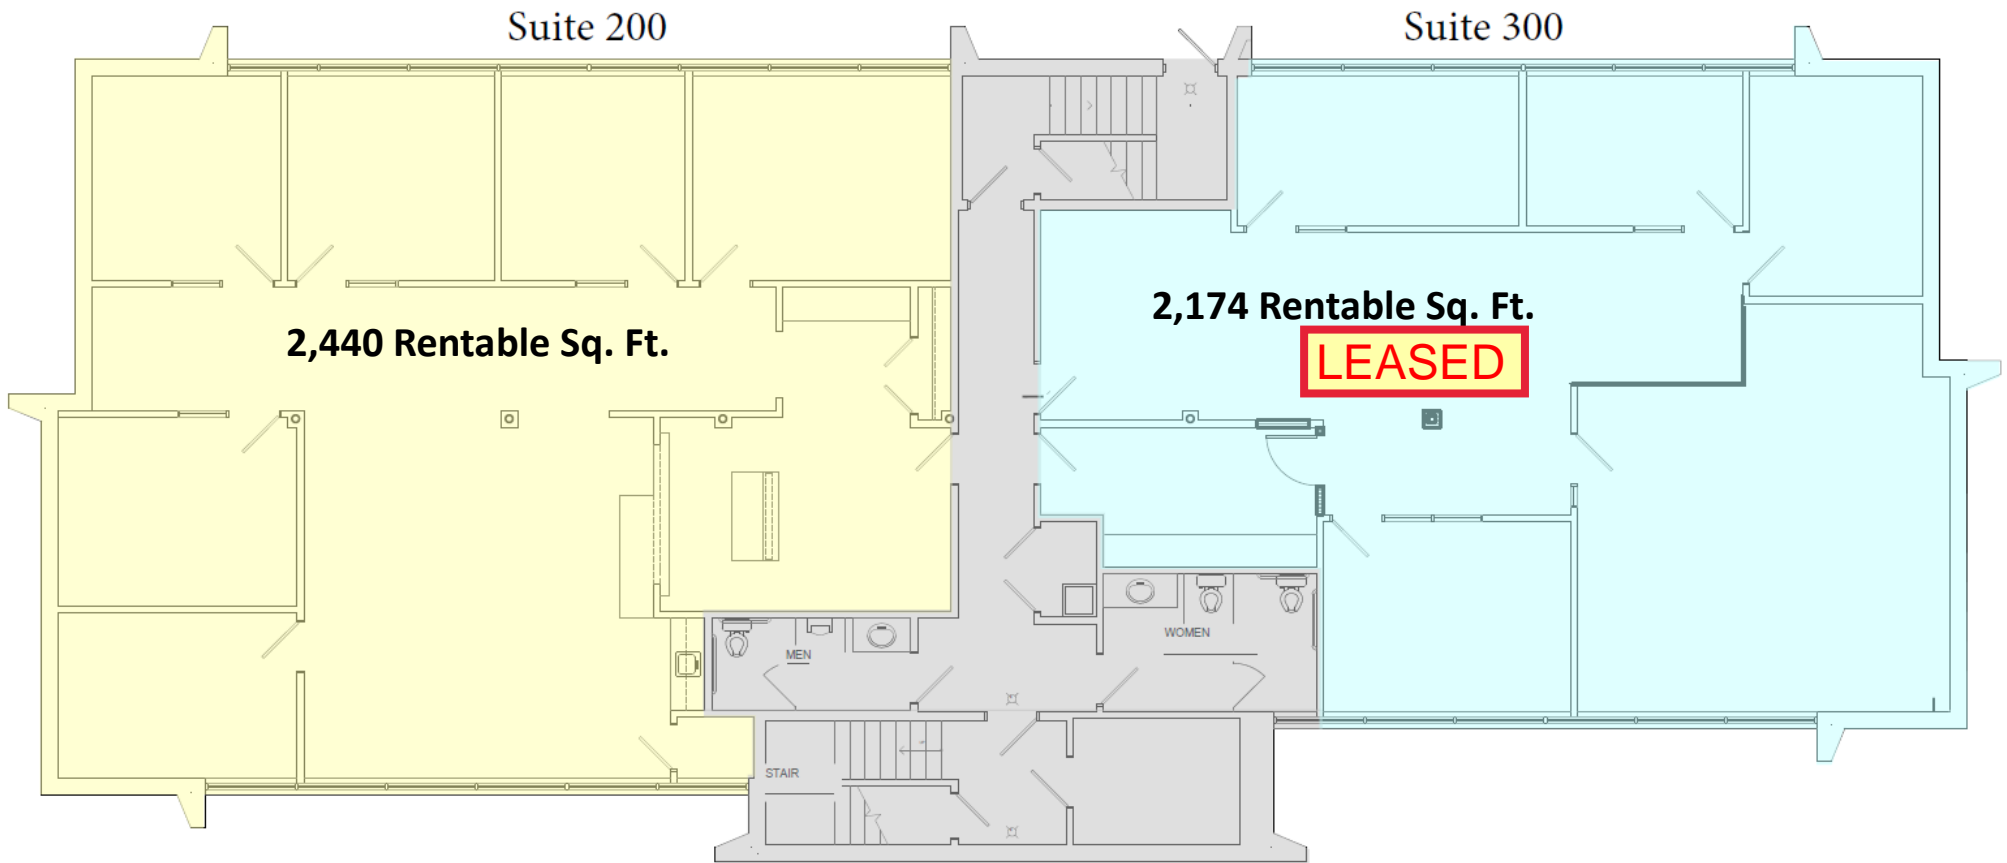 Suite 200
Suite 300
2,440 Rentable Sq. Ft.
2,174 Rentable Sq. Ft.
LEASED
WOMEN
MEN
STAIR